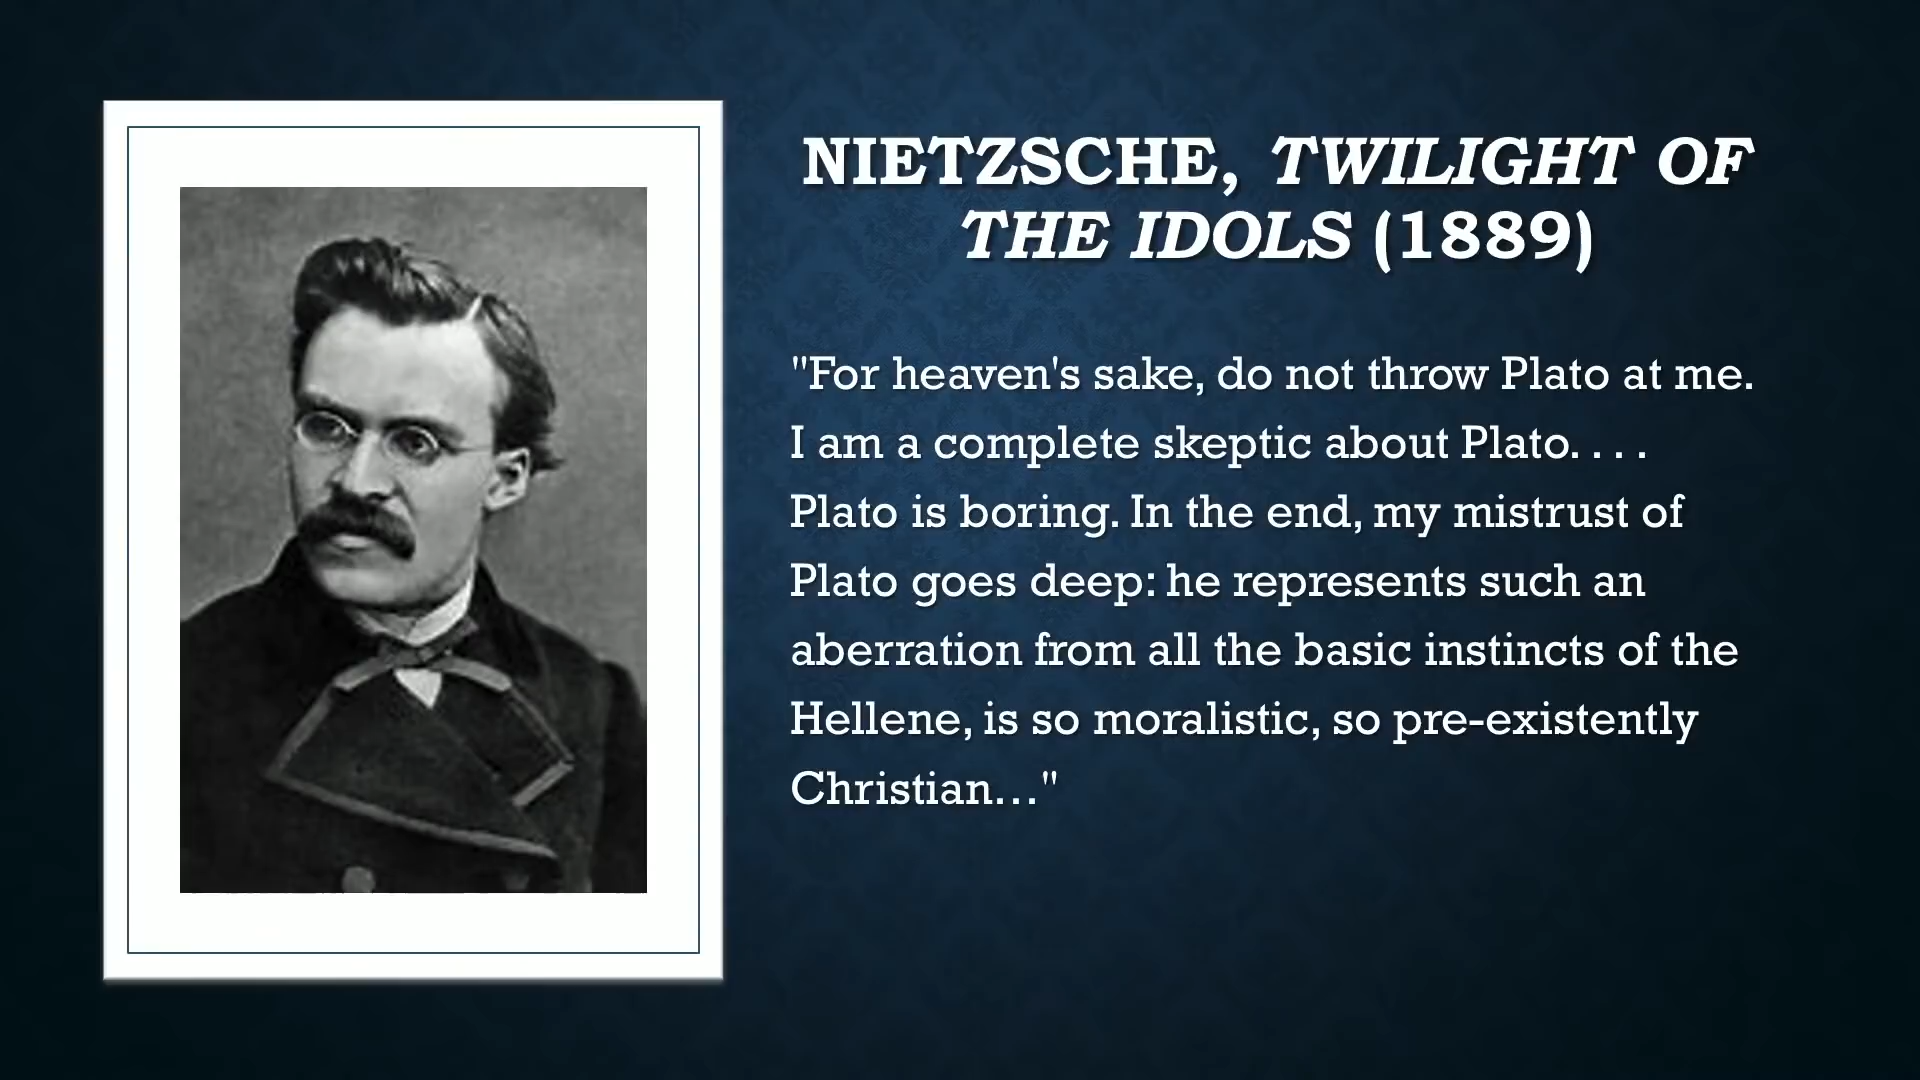 NIETZSCHE, TWILIGHT OF
THE IDOLS (1889)
"For heaven's sake, do not throw Plato at me.
I am a complete skeptic about Plato. . . .
Plato is boring. In the end, my mistrust of
Plato goes deep: he represents such an
aberration from all the basic instincts of the
Hellene, is so moralistic, so pre-existently
Christian…"